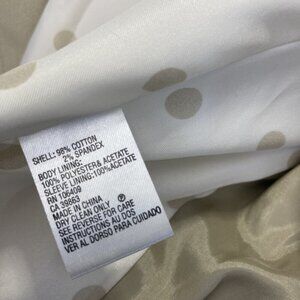 SHELL: 98% COTTON
2% SPANDEX
BODY LINING:
100% POLYESTER& ACETATE
SLEEVE LINING:100%ACETATE
RN 106409
CA 39663
MADE IN CHINA
DRY CLEAN ONLY
SEE REVERSE FOR CARE
INSTRUCTIONS AU DOS
VER AL DORSO PARA CUIDADO